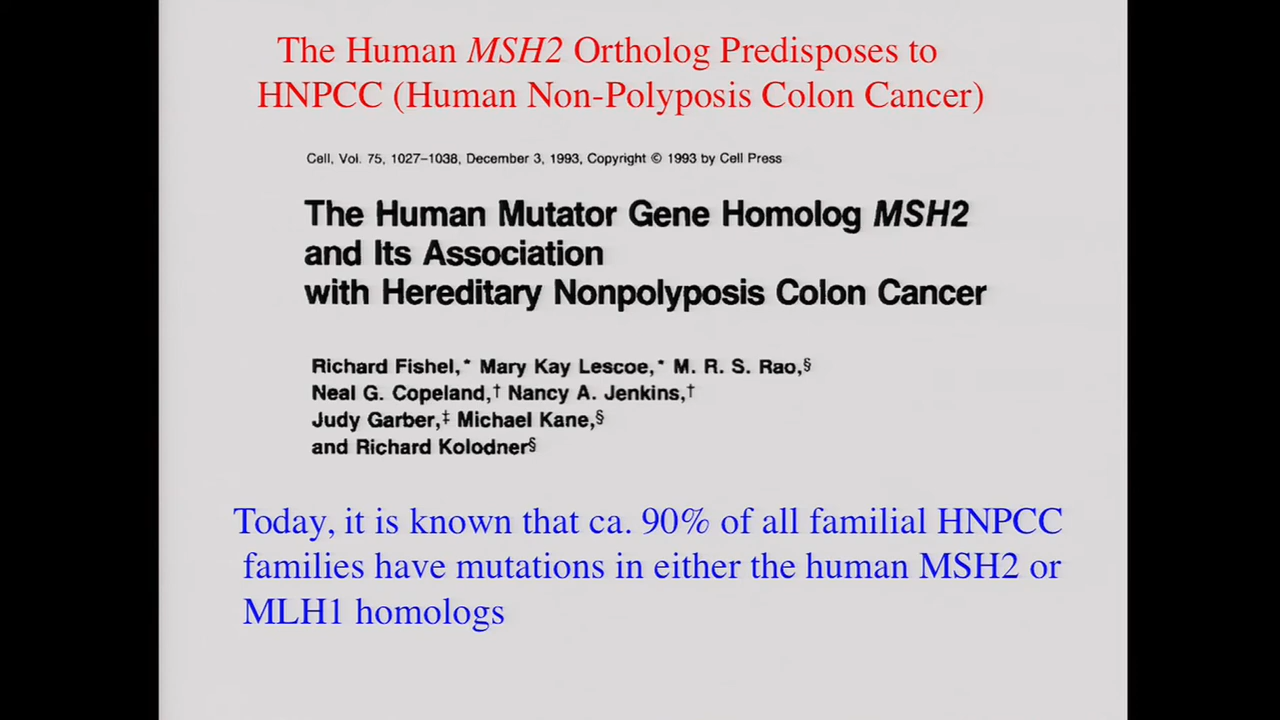 The Human MSH2 Ortholog Predisposes to
HNPCC (Human Non-Polyposis Colon Cancer)
Cell, Vol. 75, 1027–1038, December 3, 1993, Copyright © 1993 by Cell Press
The Human Mutator Gene Homolog MSH2
and Its Association
with Hereditary Nonpolyposis Colon Cancer
Richard Fishel,* Mary Kay Lescoe,* M. R. S. Rao,§
Neal G. Copeland,† Nancy A. Jenkins,†
Judy Garber,‡ Michael Kane,§
and Richard Kolodner§
Today, it is known that ca. 90% of all familial HNPCC
families have mutations in either the human MSH2 or
MLH1 homologs